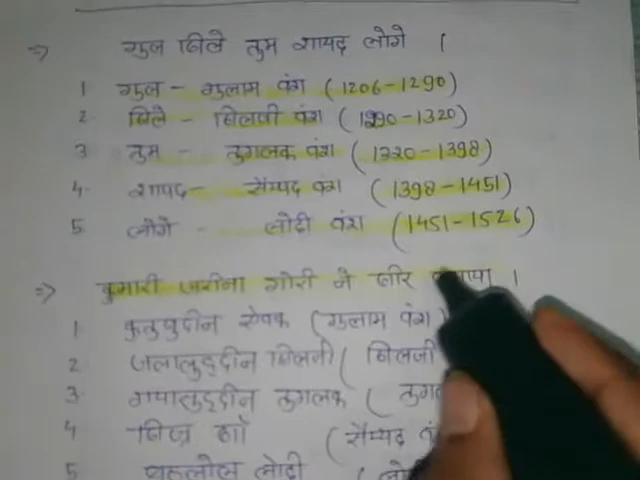 ⇒ गुल खिले तुम शायद लोगे ।
1 गुल - गुलाम वंश (1206-1290)
2 खिले - खिलजी वंश (1290-1320)
3 तुम - तुगलक वंश (1320-1398)
4 शायद - सैय्यद वंश (1398-1451)
5 लोगे - लोदी वंश (1451-1526)
⇒ कुमारी जरीना गोरी ने खीर ।
1 कुतुबुद्दीन ऐबक (गुलाम वंश)
2 जलालुद्दीन खिलजी ( खिलजी
3 गयासुद्दीन तुगलक (
4 खिज्र खाँ (सैय्यद
5 बहलोल लोदी (